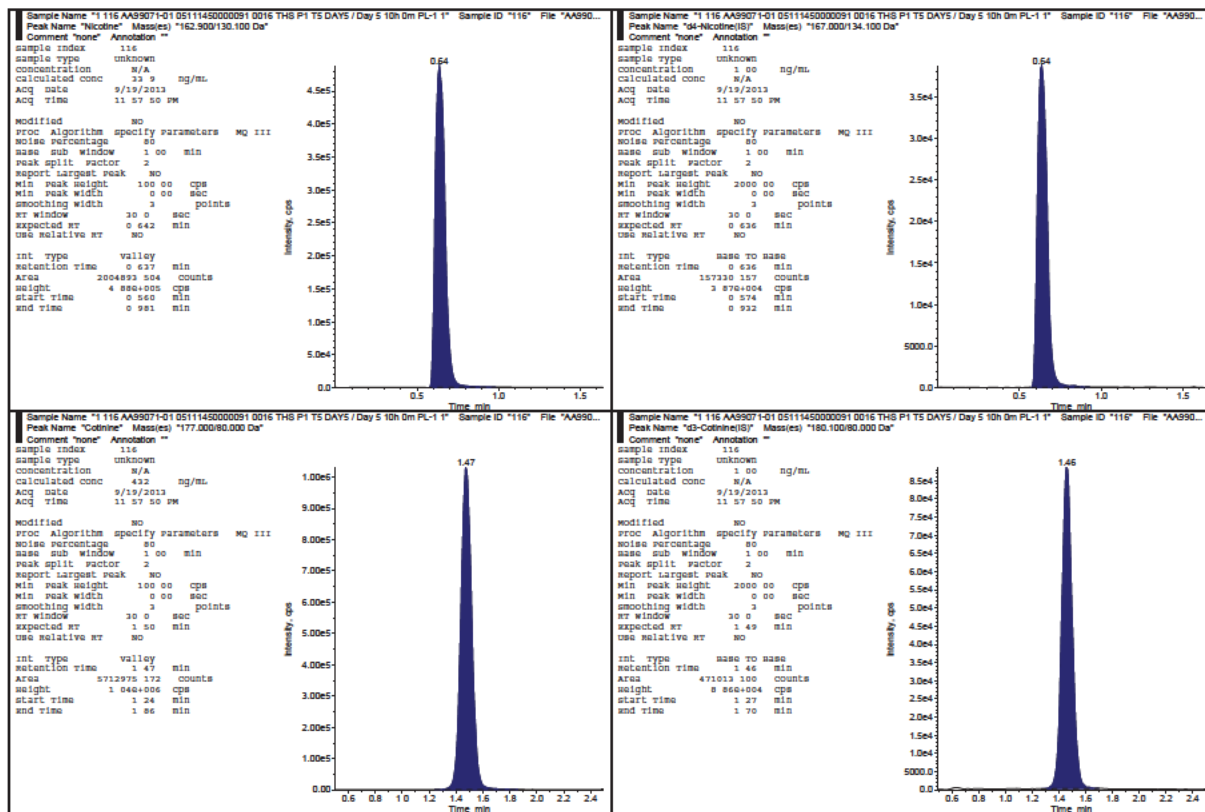 Sample Name "1 116 AA99071-01 05111450000091 0016 THS P1 T5 DAY5 / Day 5 10h 0m PL-1 1" Sample ID "116" File "AA990...
Peak Name "Nicotine" Mass(es) "162.900/130.100 Da"
Comment "none" Annotation ""
Sample Index 116
Sample Type Unknown
Concentration N/A
Calculated Conc 33 9 ng/mL
Acq Date 9/19/2013
Acq Time 11 57 50 PM
Modified NO
Proc Algorithm Specify Parameters MQ III
Noise Percentage 80
Base Sub Window 1 00 min
Peak Split Factor 2
Report Largest Peak NO
Min Peak Height 100 00 cps
Min Peak Width 0 00 sec
Smoothing Width 3 points
RT Window 30 0 sec
Expected RT 0 642 min
Use Relative RT NO
Int Type Valley
Retention Time 0 637 min
Area 2004893 504 counts
Height 4 88e+005 cps
Start Time 0 560 min
End Time 0 981 min
0.64
Intensity, cps
4.5e5
4.0e5
3.5e5
3.0e5
2.5e5
2.0e5
1.5e5
1.0e5
5.0e4
0.0
0.5 1.0 1.5
Time, min
Sample Name "1 116 AA99071-01 05111450000091 0016 THS P1 T5 DAY5 / Day 5 10h 0m PL-1 1" Sample ID "116" File "AA990...
Peak Name "d4-Nicotine(IS)" Mass(es) "167.000/134.100 Da"
Comment "none" Annotation ""
Sample Index 116
Sample Type Unknown
Concentration 1 00 ng/mL
Calculated Conc N/A
Acq Date 9/19/2013
Acq Time 11 57 50 PM
Modified NO
Proc Algorithm Specify Parameters MQ III
Noise Percentage 80
Base Sub Window 1 00 min
Peak Split Factor 2
Report Largest Peak NO
Min Peak Height 2000 00 cps
Min Peak Width 0 00 sec
Smoothing Width 3 points
RT Window 30 0 sec
Expected RT 0 636 min
Use Relative RT NO
Int Type Base To Base
Retention Time 0 636 min
Area 157330 157 counts
Height 3 87e+004 cps
Start Time 0 574 min
End Time 0 932 min
0.64
Intensity, cps
3.5e4
3.0e4
2.5e4
2.0e4
1.5e4
1.0e4
5000.0
0.0
0.5 1.0 1.5
Time, min
Sample Name "1 116 AA99071-01 05111450000091 0016 THS P1 T5 DAY5 / Day 5 10h 0m PL-1 1" Sample ID "116" File "AA990...
Peak Name "Cotinine" Mass(es) "177.000/80.000 Da"
Comment "none" Annotation ""
Sample Index 116
Sample Type Unknown
Concentration N/A
Calculated Conc 432 ng/mL
Acq Date 9/19/2013
Acq Time 11 57 50 PM
Modified NO
Proc Algorithm Specify Parameters MQ III
Noise Percentage 80
Base Sub Window 1 00 min
Peak Split Factor 2
Report Largest Peak NO
Min Peak Height 100 00 cps
Min Peak Width 0 00 sec
Smoothing Width 3 points
RT Window 30 0 sec
Expected RT 1 50 min
Use Relative RT NO
Int Type Valley
Retention Time 1 47 min
Area 5712975 172 counts
Height 1 04e+006 cps
Start Time 1 24 min
End Time 1 86 min
1.47
Intensity, cps
1.00e6
9.00e5
8.00e5
7.00e5
6.00e5
5.00e5
4.00e5
3.00e5
2.00e5
1.00e5
0.00
0.6 0.8 1.0 1.2 1.4 1.6 1.8 2.0 2.2 2.4
Time, min
Sample Name "1 116 AA99071-01 05111450000091 0016 THS P1 T5 DAY5 / Day 5 10h 0m PL-1 1" Sample ID "116" File "AA990...
Peak Name "d3-Cotinine(IS)" Mass(es) "180.100/80.000 Da"
Comment "none" Annotation ""
Sample Index 116
Sample Type Unknown
Concentration 1 00 ng/mL
Calculated Conc N/A
Acq Date 9/19/2013
Acq Time 11 57 50 PM
Modified NO
Proc Algorithm Specify Parameters MQ III
Noise Percentage 80
Base Sub Window 1 00 min
Peak Split Factor 2
Report Largest Peak NO
Min Peak Height 2000 00 cps
Min Peak Width 0 00 sec
Smoothing Width 3 points
RT Window 30 0 sec
Expected RT 1 49 min
Use Relative RT NO
Int Type Base To Base
Retention Time 1 46 min
Area 471013 100 counts
Height 8 86e+004 cps
Start Time 1 27 min
End Time 1 70 min
1.46
Intensity, cps
8.5e4
8.0e4
7.5e4
7.0e4
6.5e4
6.0e4
5.5e4
5.0e4
4.5e4
4.0e4
3.5e4
3.0e4
2.5e4
2.0e4
1.5e4
1.0e4
5000.0
0.0
0.6 0.8 1.0 1.2 1.4 1.6 1.8 2.0 2.2 2.4
Time, min